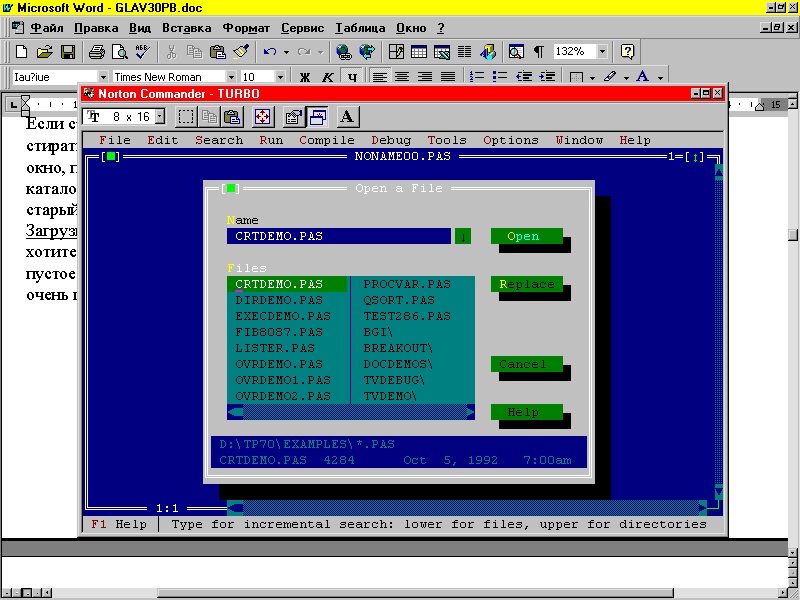 Microsoft Word - GLAV30PB.doc
Файл Правка Вид Вставка Формат Сервис Таблица Окно ?
132%
Iau?iue Times New Roman 10 Ж К Ч
Norton Commander - TURBO
15
Tт 8 x 16 A
Если
стират
окно,
катало
старый
Загруз
хотите
пустое
очень
File Edit Search Run Compile Debug Tools Options Window Help
NONAME00.PAS 1=[↕]
Open a File
Name
CRTDEMO.PAS ↓ Open
Files
CRTDEMO.PAS PROCVAR.PAS Replace
DIRDEMO.PAS QSORT.PAS
EXECDEMO.PAS TEST286.PAS
FIB8087.PAS BGI\
LISTER.PAS BREAKOUT\
OVRDEMO.PAS DOCDEMOS\ Cancel
OVRDEMO1.PAS TVDEBUG\
OVRDEMO2.PAS TVDEMO\
Help
D:\TP70\EXAMPLES\*.PAS
CRTDEMO.PAS 4284 Oct 5, 1992 7:00am
1:1
F1 Help | Type for incremental search: lower for files, upper for directories